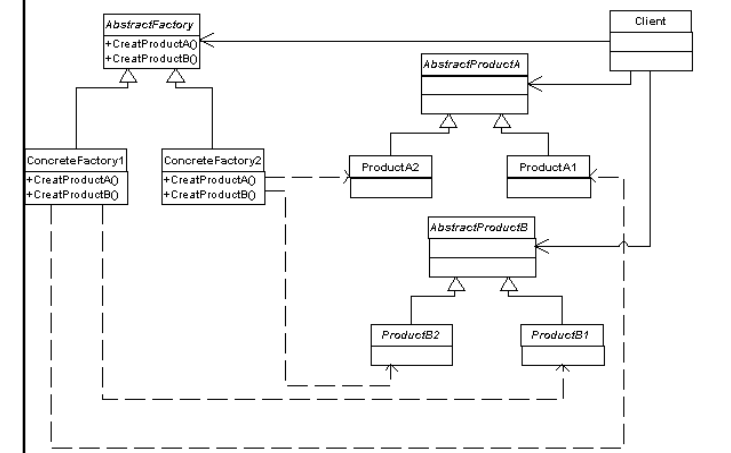 AbstractFactory
+CreatProductA()
+CreatProductB()
Client
AbstractProductA
ConcreteFactory1
+CreatProductA()
+CreatProductB()
ConcreteFactory2
+CreatProductA()
+CreatProductB()
ProductA2
ProductA1
AbstractProductB
ProductB2
ProductB1